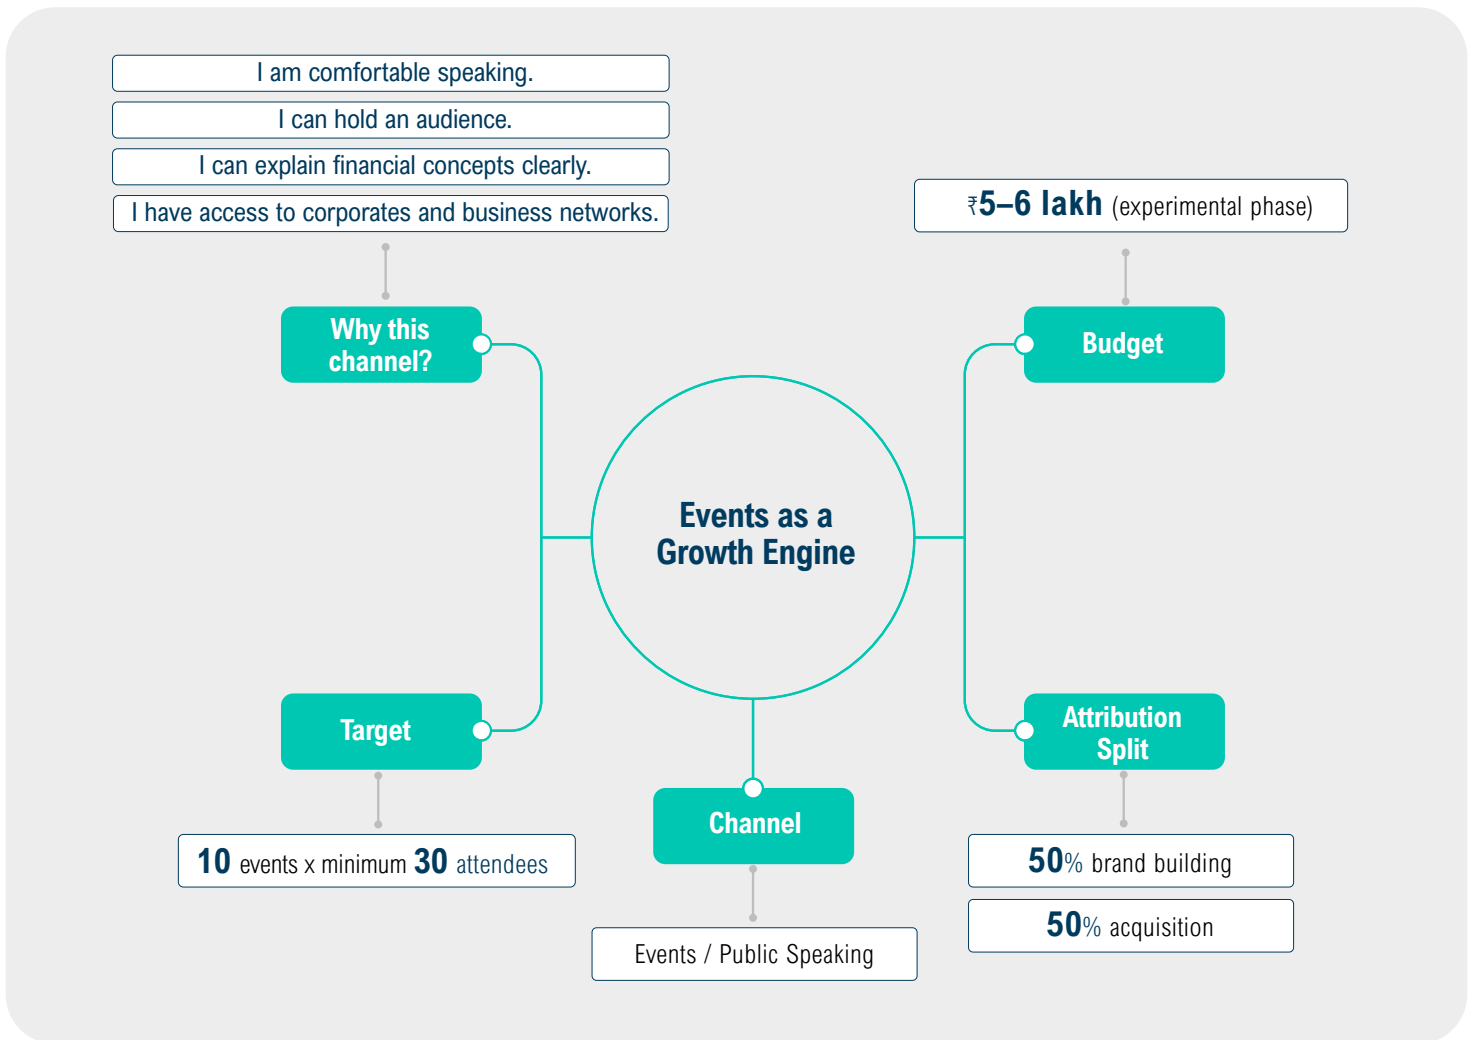 I am comfortable speaking.
I can hold an audience.
I can explain financial concepts clearly.
I have access to corporates and business networks.
Why this
channel?
₹5–6 lakh (experimental phase)
Budget
Events as a
Growth Engine
Target
10 events x minimum 30 attendees
Channel
Events / Public Speaking
Attribution
Split
50% brand building
50% acquisition